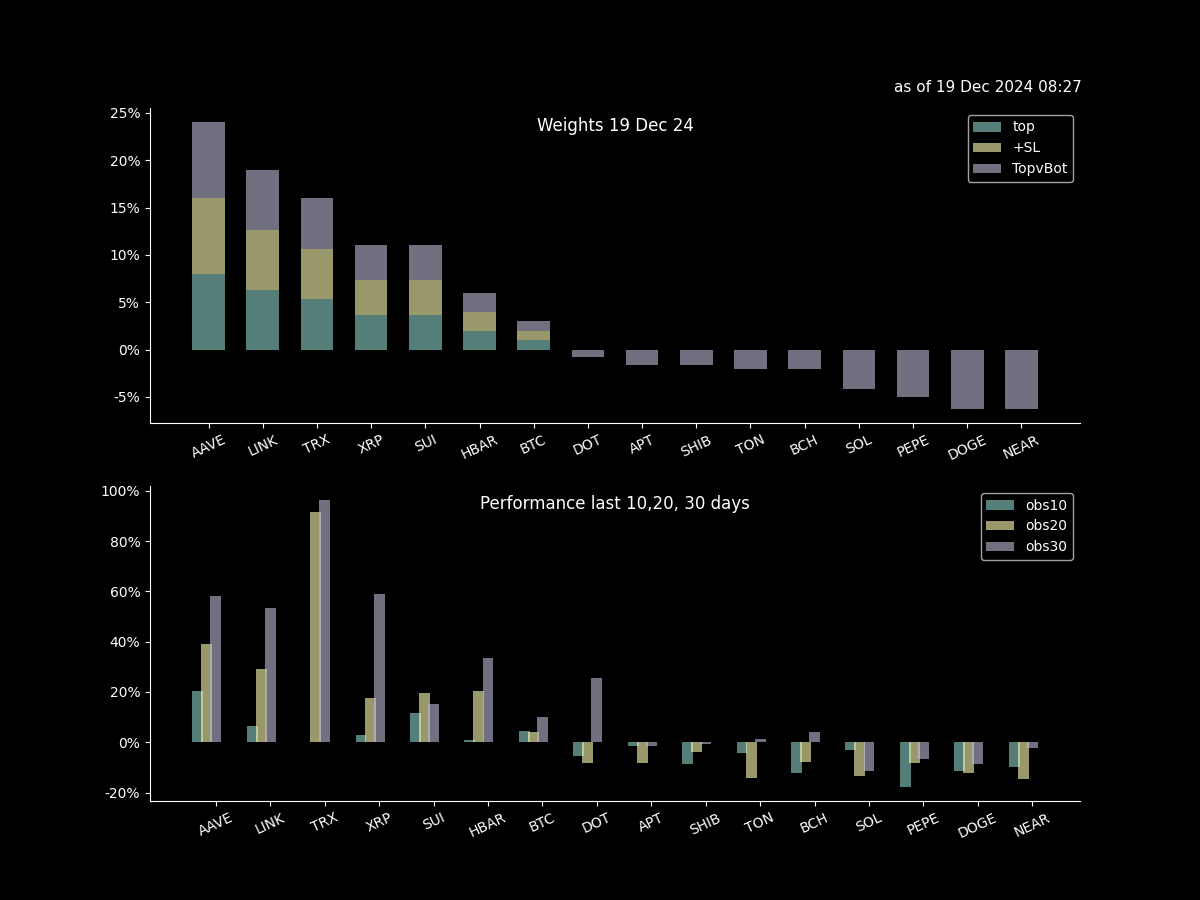 as of 19 Dec 2024 08:27
Weights 19 Dec 24
top
+SL
TopvBot
25%
20%
15%
10%
5%
0%
-5%
AAVE LINK TRX XRP SUI HBAR BTC DOT APT SHIB TON BCH SOL PEPE DOGE NEAR
Performance last 10,20, 30 days
obs10
obs20
obs30
100%
80%
60%
40%
20%
0%
-20%
AAVE LINK TRX XRP SUI HBAR BTC DOT APT SHIB TON BCH SOL PEPE DOGE NEAR